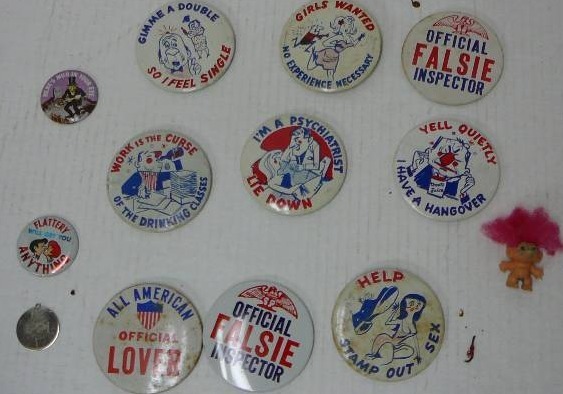 GIMME A DOUBLE
SO I FEEL SINGLE
GIRLS WANTED
NO EXPERIENCE NECESSARY
OFFICIAL
FALSIE
INSPECTOR
WORK IS THE CURSE
OF THE DRINKING CLASSES
I'M A PSYCHIATRIST
LIE DOWN
YELL QUIETLY
I HAVE A HANGOVER
FLATTERY
WILL GET YOU
ANYTHING
ALL AMERICAN
OFFICIAL
LOVER
OFFICIAL
FALSIE
INSPECTOR
HELP
STAMP OUT SEX